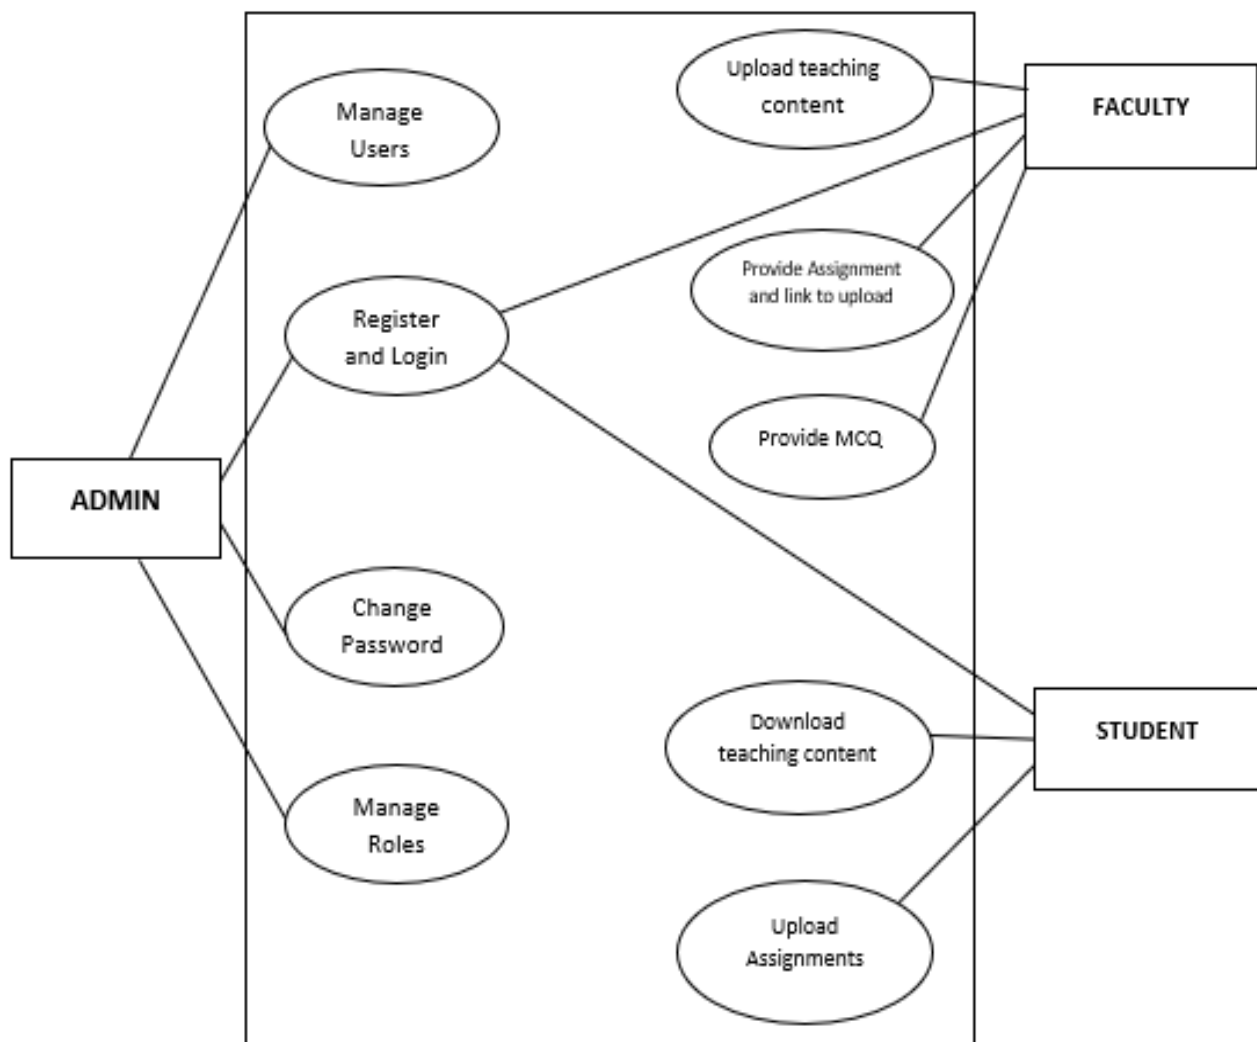 Manage
Users
Upload teaching
content
FACULTY
Register
and Login
Provide Assignment
and link to upload
Provide MCQ
ADMIN
Change
Password
Download
teaching content
STUDENT
Manage
Roles
Upload
Assignments